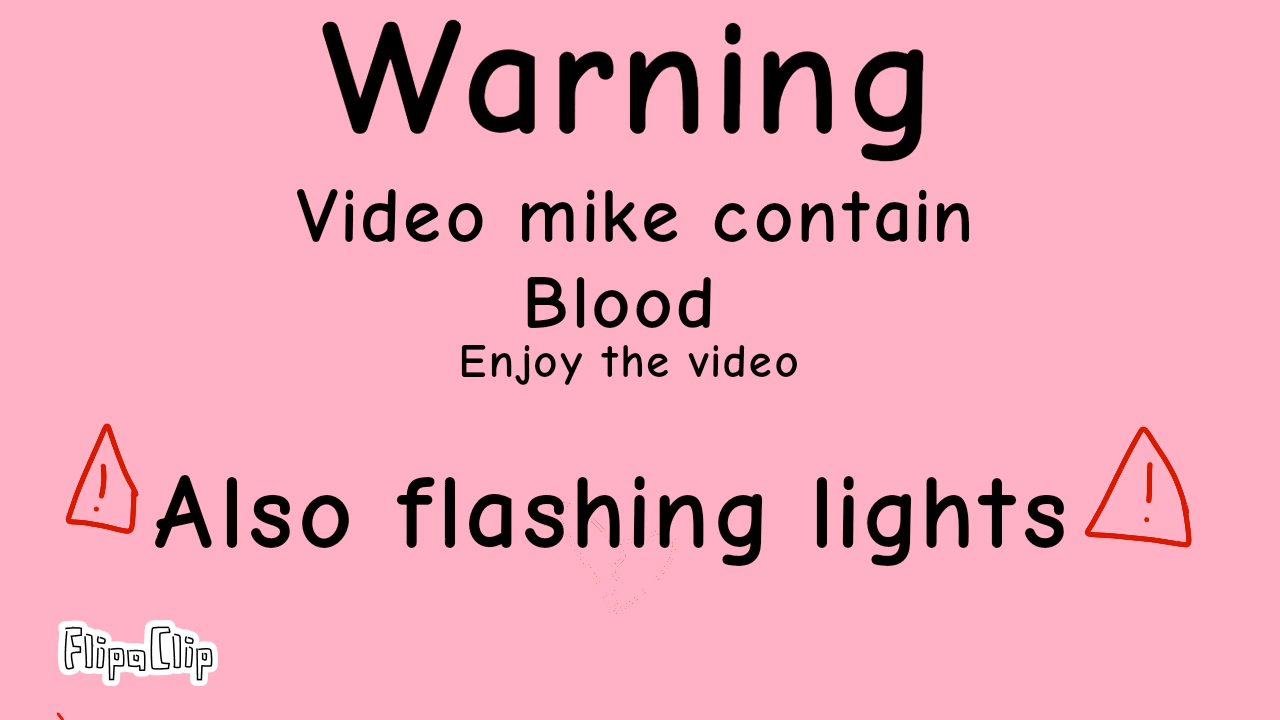 Warning
Video mike contain
Blood
Enjoy the video
! Also flashing lights !
FlipaClip